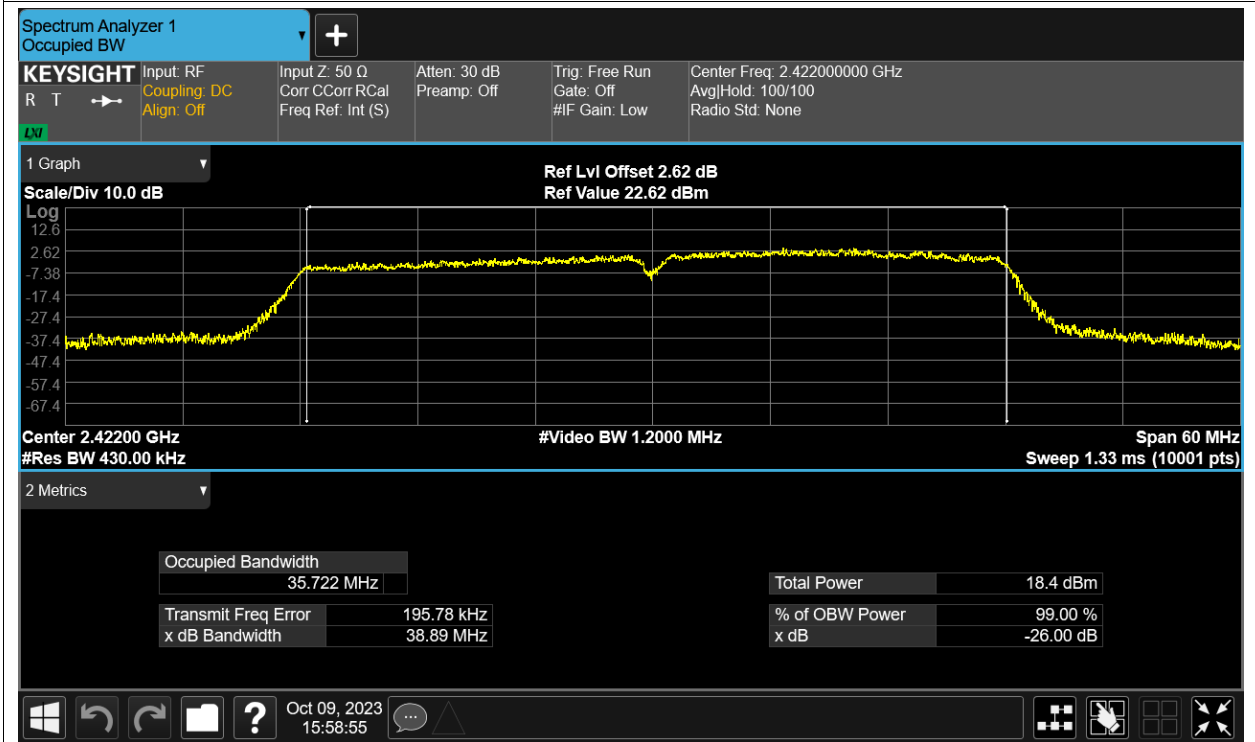 Spectrum Analyzer 1
Occupied BW
KEYSIGHT
R T
LXI
Input: RF
Coupling: DC
Align: Off
Input Z: 50 Ω
Corr CCorr RCal
Freq Ref: Int (S)
Atten: 30 dB
Preamp: Off
Trig: Free Run
Gate: Off
#IF Gain: Low
Center Freq: 2.422000000 GHz
Avg|Hold: 100/100
Radio Std: None
1 Graph
Scale/Div 10.0 dB
Ref Lvl Offset 2.62 dB
Ref Value 22.62 dBm
Log
12.6
2.62
-7.38
-17.4
-27.4
-37.4
-47.4
-57.4
-67.4
Center 2.42200 GHz
#Video BW 1.2000 MHz
Span 60 MHz
#Res BW 430.00 kHz
Sweep 1.33 ms (10001 pts)
2 Metrics
Occupied Bandwidth
35.722 MHz
Total Power 18.4 dBm
Transmit Freq Error 195.78 kHz
% of OBW Power 99.00 %
x dB Bandwidth 38.89 MHz
x dB -26.00 dB
?
Oct 09, 2023
15:58:55